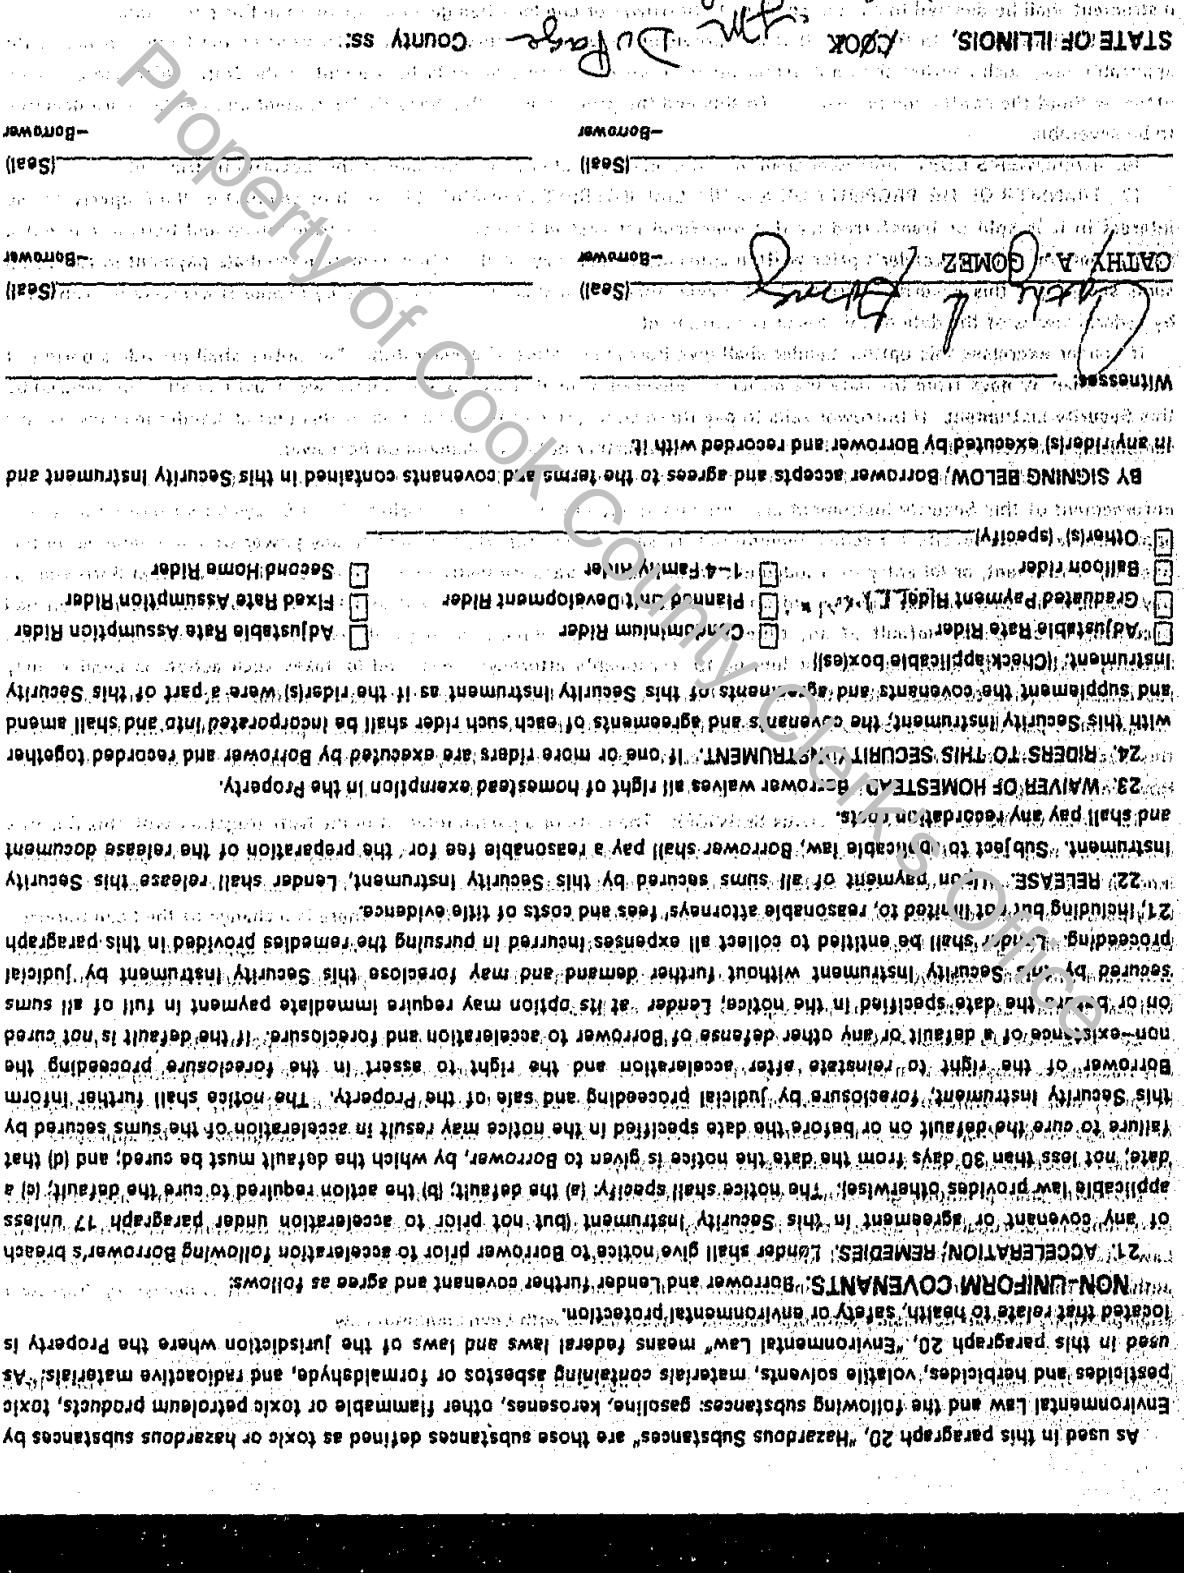 As used in this paragraph 20, "Hazardous Substances" are those substances defined as toxic or hazardous substances by
Environmental Law and the following substances: gasoline, kerosenes, other flammable or toxic petroleum products, toxic
pesticides and herbicides, volatile solvents, materials containing asbestos or formaldehyde, and radioactive materials. As
used in this paragraph 20, "Environmental Law" means federal laws and laws of the jurisdiction where the Property is
located that relate to health, safety or environmental protection.
NON-UNIFORM COVENANTS. Borrower and Lender further covenant and agree as follows:
21. ACCELERATION; REMEDIES. Lender shall give notice to Borrower prior to acceleration following Borrower's breach
of any covenant or agreement in this Security Instrument (but not prior to acceleration under paragraph 17 unless
applicable law provides otherwise). The notice shall specify: (a) the default; (b) the action required to cure the default; (c) a
date, not less than 30 days from the date the notice is given to Borrower, by which the default must be cured; and (d) that
failure to cure the default on or before the date specified in the notice may result in acceleration of the sums secured by
this Security Instrument, foreclosure by judicial proceeding and sale of the Property. The notice shall further inform
Borrower of the right to reinstate after acceleration and the right to assert in the foreclosure proceeding the
non-existence of a default or any other defense of Borrower to acceleration and foreclosure. If the default is not cured
on or before the date specified in the notice, Lender at its option may require immediate payment in full of all sums
secured by this Security Instrument without further demand and may foreclose this Security Instrument by judicial
proceeding. Lender shall be entitled to collect all expenses incurred in pursuing the remedies provided in this paragraph
21, including but not limited to, reasonable attorneys' fees and costs of title evidence.
22. RELEASE. Upon payment of all sums secured by this Security Instrument, Lender shall release this Security
Instrument. Subject to applicable law, Borrower shall pay a reasonable fee for the preparation of the release document
and shall pay any recordation costs.
23. WAIVER OF HOMESTEAD. Borrower waives all right of homestead exemption in the Property.
24. RIDERS TO THIS SECURITY INSTRUMENT. If one or more riders are executed by Borrower and recorded together
with this Security Instrument, the covenants and agreements of each such rider shall be incorporated into and shall amend
and supplement the covenants and agreements of this Security Instrument as if the rider(s) were a part of this Security
Instrument. [(Check applicable box(es)]
Adjustable Rate Rider Condominium Rider Adjustable Rate Assumption Rider
Graduated Payment Rider Planned Unit Development Rider Fixed Rate Assumption Rider
Balloon rider 1-4 Family Rider Second Home Rider
Other(s) (specify)
BY SIGNING BELOW, Borrower accepts and agrees to the terms and covenants contained in this Security Instrument and
in any rider(s) executed by Borrower and recorded with it.
Witnesses:
Cathy A Gomez
(Seal) (Seal)
CATHY A GOMEZ -Borrower -Borrower
(Seal) (Seal)
-Borrower -Borrower
STATE OF ILLINOIS, COOK DuPage County ss:
Property of Cook County Clerk's Office